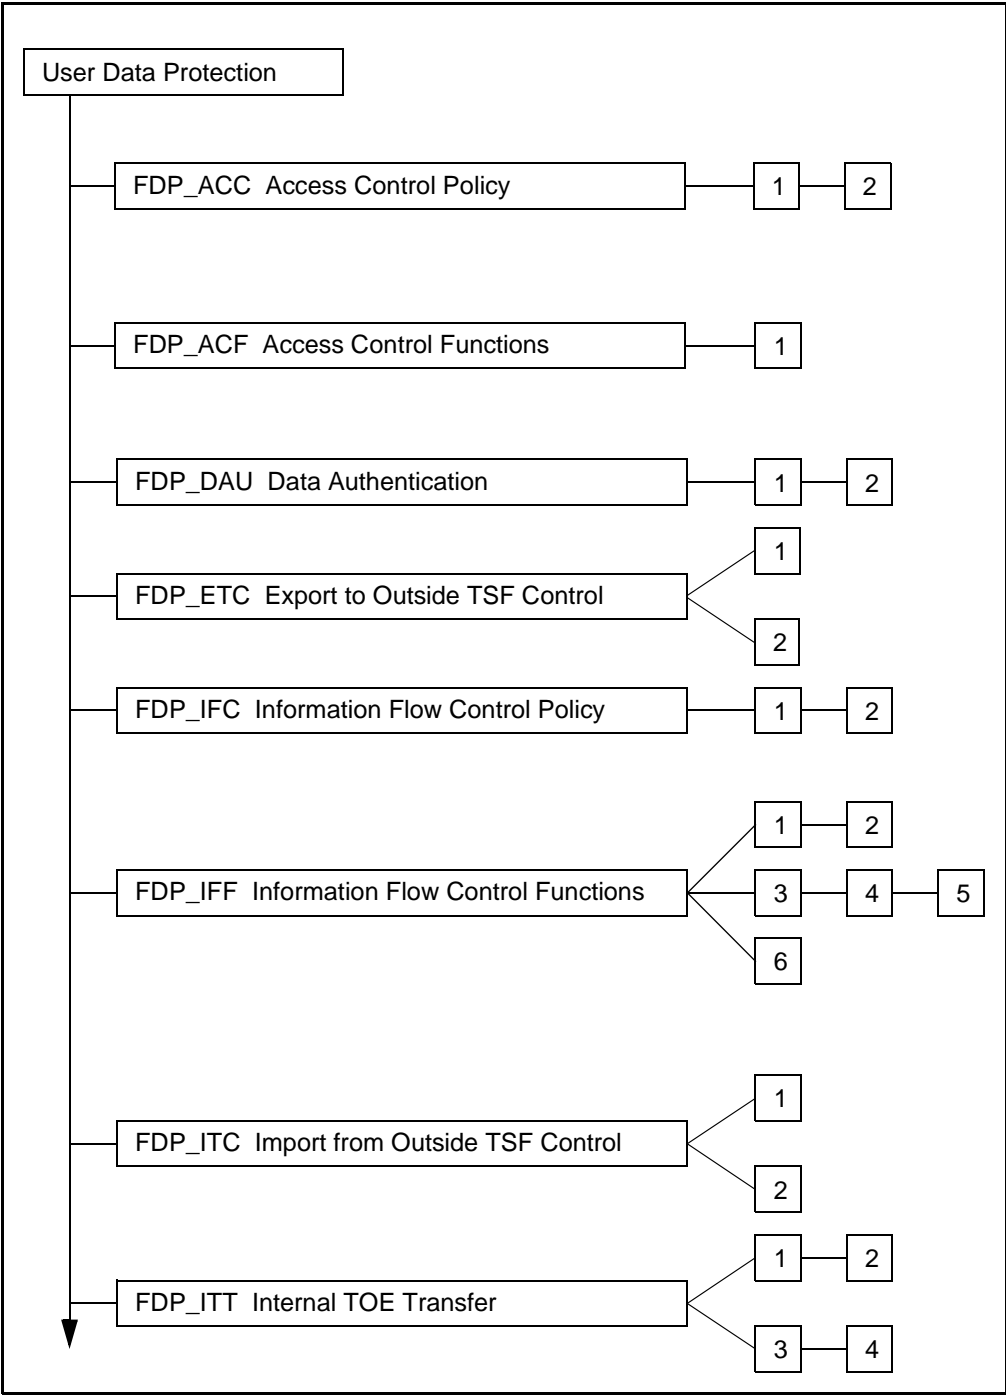 User Data Protection
FDP_ACC Access Control Policy 1 2
FDP_ACF Access Control Functions 1
FDP_DAU Data Authentication 1 2
1
FDP_ETC Export to Outside TSF Control
2
FDP_IFC Information Flow Control Policy 1 2
1 2
FDP_IFF Information Flow Control Functions 3 4 5
6
1
FDP_ITC Import from Outside TSF Control
2
1 2
FDP_ITT Internal TOE Transfer
3 4